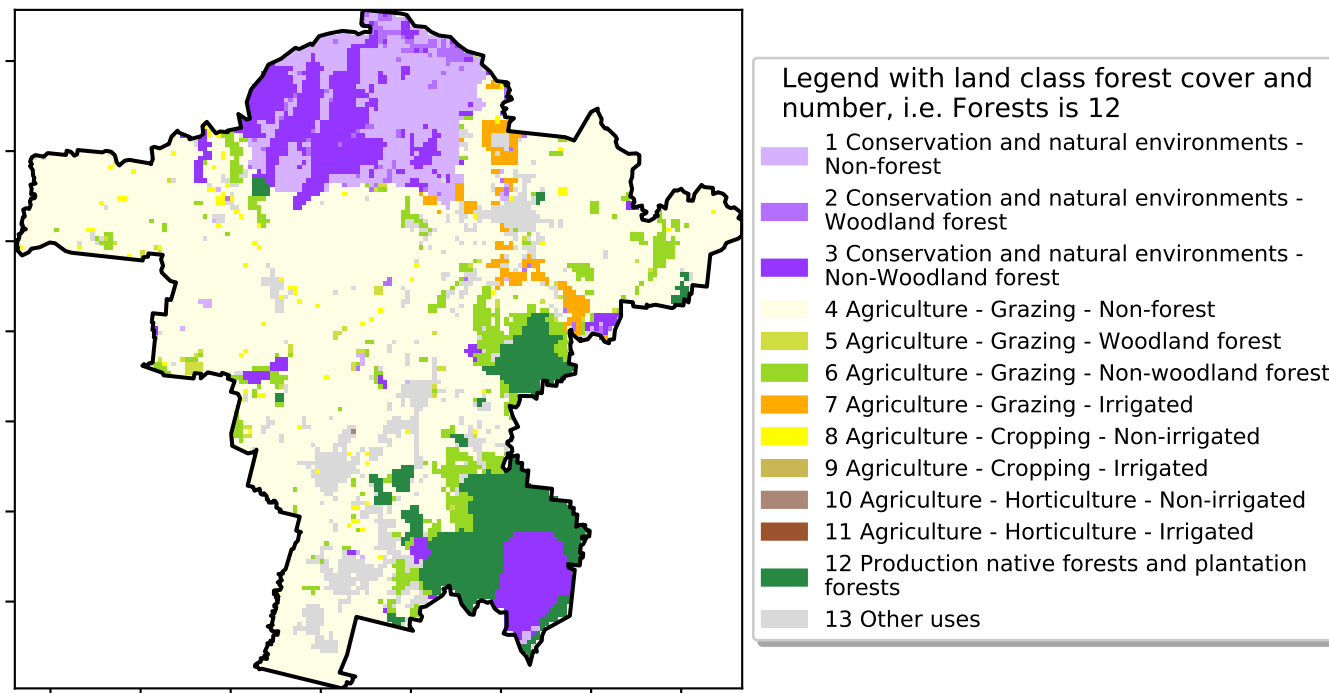 Legend with land class forest cover and
number, i.e. Forests is 12
1 Conservation and natural environments -
Non-forest
2 Conservation and natural environments -
Woodland forest
3 Conservation and natural environments -
Non-Woodland forest
4 Agriculture - Grazing - Non-forest
5 Agriculture - Grazing - Woodland forest
6 Agriculture - Grazing - Non-woodland forest
7 Agriculture - Grazing - Irrigated
8 Agriculture - Cropping - Non-irrigated
9 Agriculture - Cropping - Irrigated
10 Agriculture - Horticulture - Non-irrigated
11 Agriculture - Horticulture - Irrigated
12 Production native forests and plantation
forests
13 Other uses